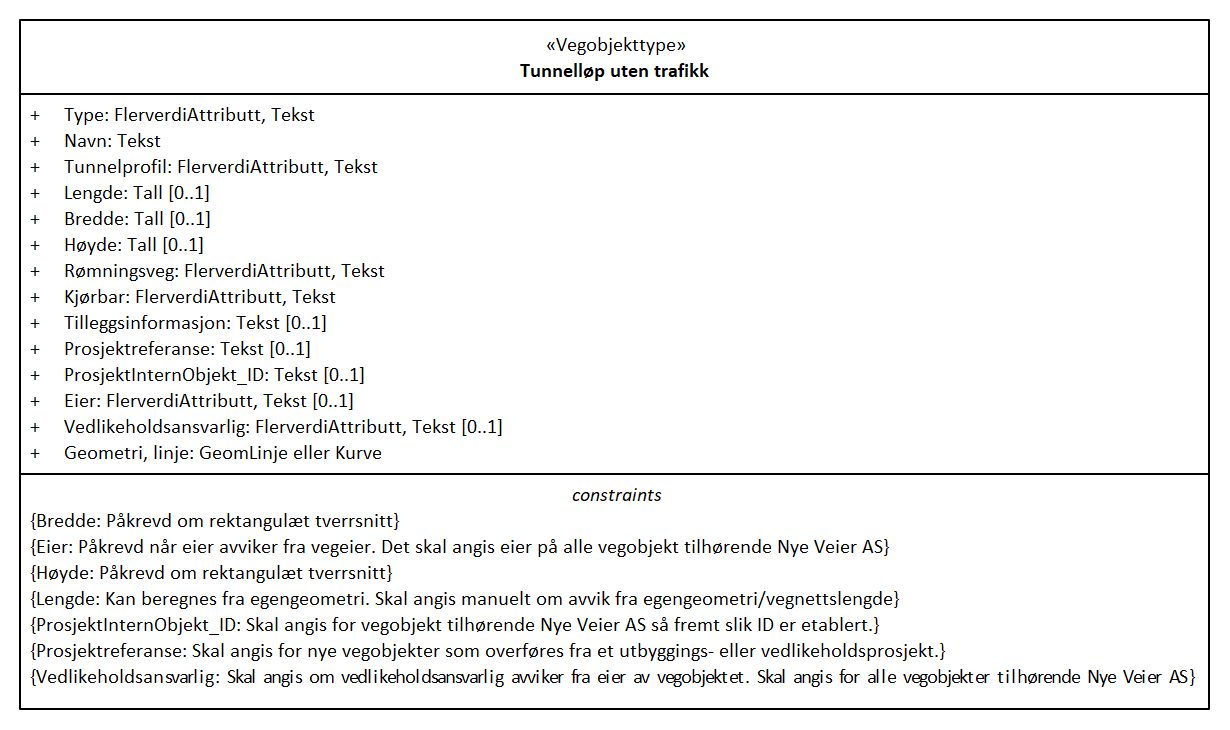 «Vegobjekttype»
Tunnelløp uten trafikk
+ Type: FlerverdiAttributt, Tekst
+ Navn: Tekst
+ Tunnelprofil: FlerverdiAttributt, Tekst
+ Lengde: Tall [0..1]
+ Bredde: Tall [0..1]
+ Høyde: Tall [0..1]
+ Rømningsveg: FlerverdiAttributt, Tekst
+ Kjørbar: FlerverdiAttributt, Tekst
+ Tilleggsinformasjon: Tekst [0..1]
+ Prosjektreferanse: Tekst [0..1]
+ ProsjektInternObjekt_ID: Tekst [0..1]
+ Eier: FlerverdiAttributt, Tekst [0..1]
+ Vedlikeholdsansvarlig: FlerverdiAttributt, Tekst [0..1]
+ Geometri, linje: GeomLinje eller Kurve
constraints
{Bredde: Påkrevd om rektangulæt tverrsnitt}
{Eier: Påkrevd når eier avviker fra vegeier. Det skal angis eier på alle vegobjekt tilhørende Nye Veier AS}
{Høyde: Påkrevd om rektangulæt tverrsnitt}
{Lengde: Kan beregnes fra egengeometri. Skal angis manuelt om avvik fra egengeometri/vegnettslengde}
{ProsjektInternObjekt_ID: Skal angis for vegobjekt tilhørende Nye Veier AS så fremt slik ID er etablert.}
{Prosjektreferanse: Skal angis for nye vegobjekter som overføres fra et utbyggings- eller vedlikeholdsprosjekt.}
{Vedlikeholdsansvarlig: Skal angis om vedlikeholdsansvarlig avviker fra eier av vegobjektet. Skal angis for alle vegobjekter tilhørende Nye Veier AS}